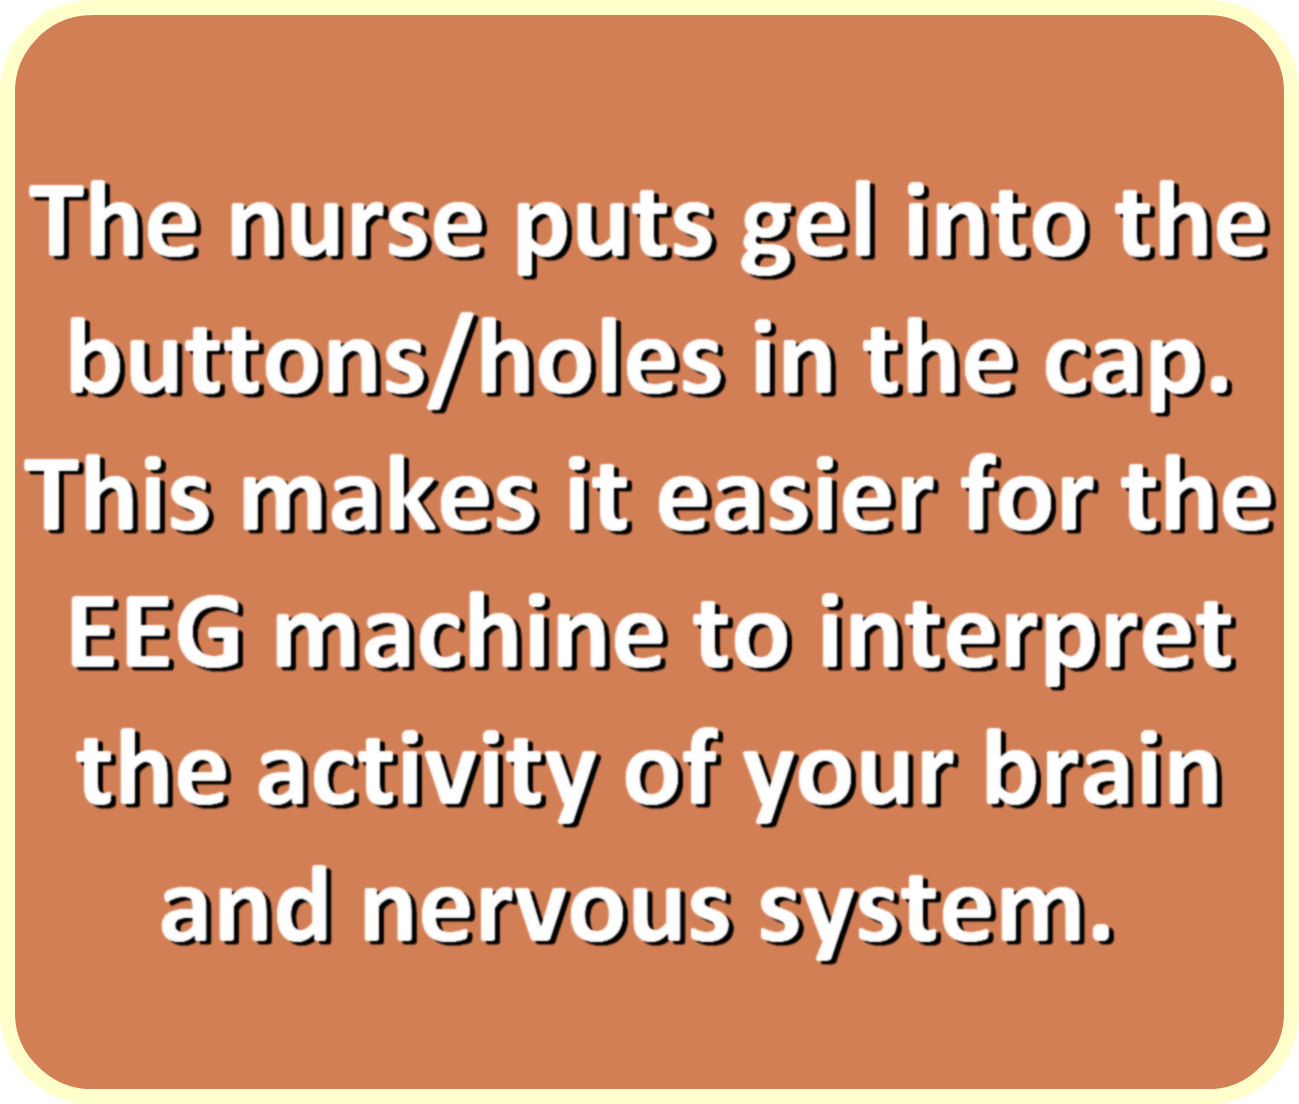 The nurse puts gel into the
buttons/holes in the cap.
This makes it easier for the
EEG machine to interpret
the activity of your brain
and nervous system.